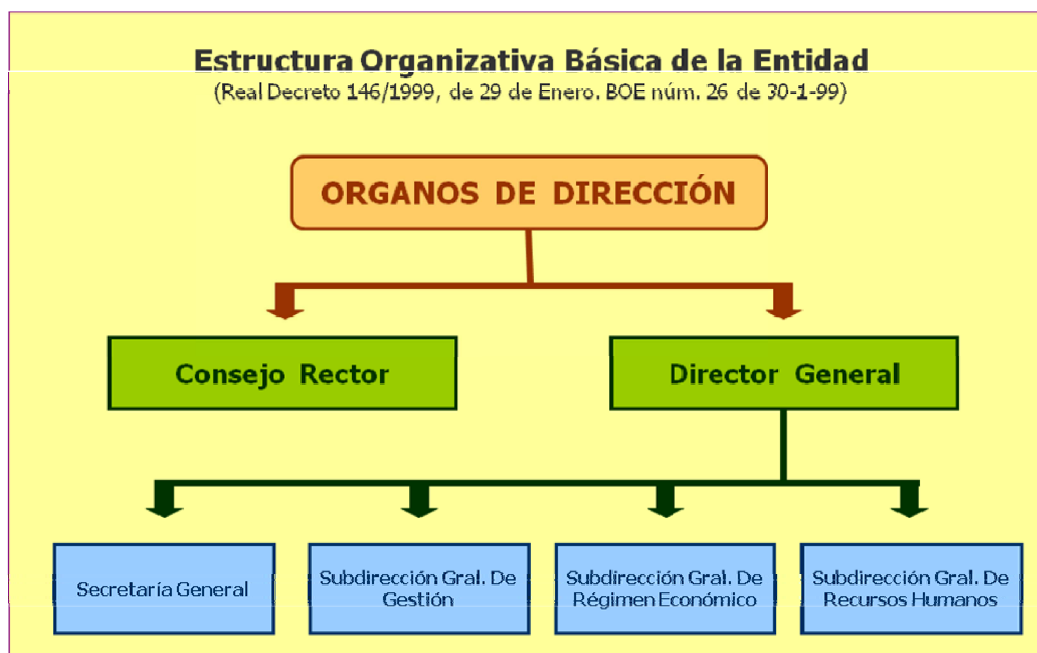 Estructura Organizativa Básica de la Entidad
(Real Decreto 146/1999, de 29 de Enero. BOE núm. 26 de 30-1-99)
ORGANOS DE DIRECCIÓN
Consejo Rector
Director General
Secretaría General
Subdirección Gral. De
Gestión
Subdirección Gral. De
Régimen Económico
Subdirección Gral. De
Recursos Humanos